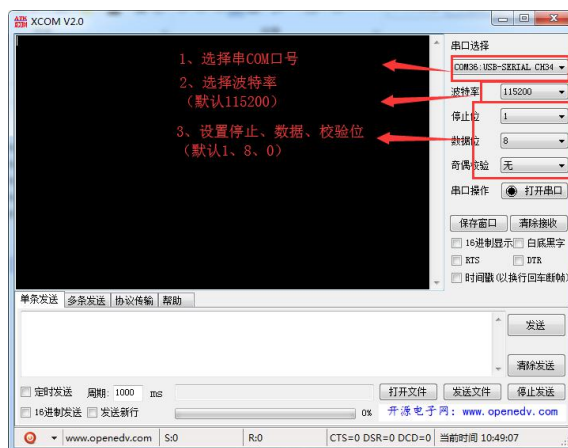 XCOM V2.0
1、选择串COM口号
2、选择波特率
（默认115200）
3、设置停止、数据、校验位
（默认1、8、0）
串口选择
COM36:USB-SERIAL CH34
波特率 115200
停止位 1
数据位 8
奇偶校验 无
串口操作 打开串口
保存窗口 清除接收
16进制显示 白底黑字
RTS DTR
时间戳(以换行回车断帧)
单条发送 多条发送 协议传输 帮助
发送
清除发送
定时发送 周期: 1000 ms 打开文件 发送文件 停止发送
16进制发送 发送新行 0% 开源电子网: www.openedv.com
www.openedv.com S:0 R:0 CTS=0 DSR=0 DCD=0 当前时间 10:49:07